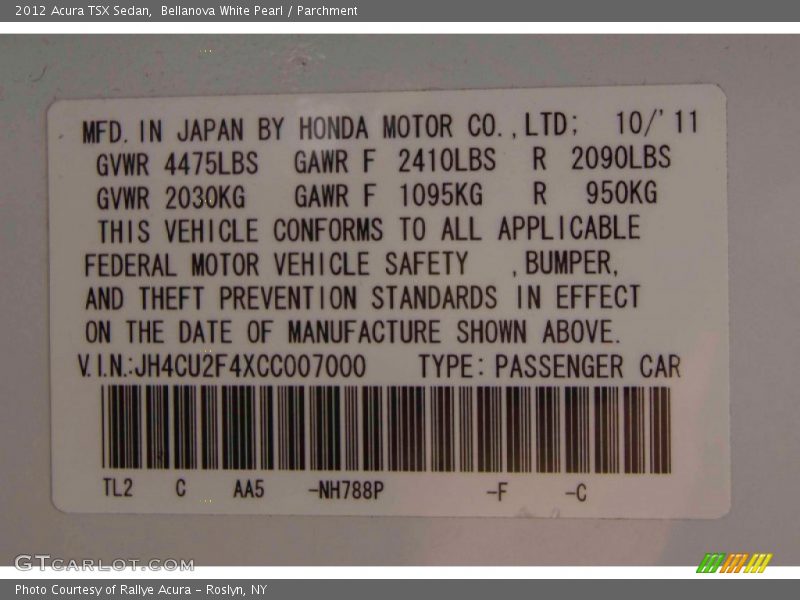 2012 Acura TSX Sedan,  Bellanova White Pearl / Parchment
MFD. IN JAPAN BY HONDA MOTOR CO., LTD; 10/'11
GVWR 4475LBS GAWR F 2410LBS R 2090LBS
GVWR 2030KG GAWR F 1095KG R 950KG
THIS VEHICLE CONFORMS TO ALL APPLICABLE
FEDERAL MOTOR VEHICLE SAFETY , BUMPER,
AND THEFT PREVENTION STANDARDS IN EFFECT
ON THE DATE OF MANUFACTURE SHOWN ABOVE.
V.I.N.:JH4CU2F4XCC007000 TYPE: PASSENGER CAR
TL2 C AA5 -NH788P -F -C
GTCarLot.com
Photo Courtesy of Rallye Acura - Roslyn, NY